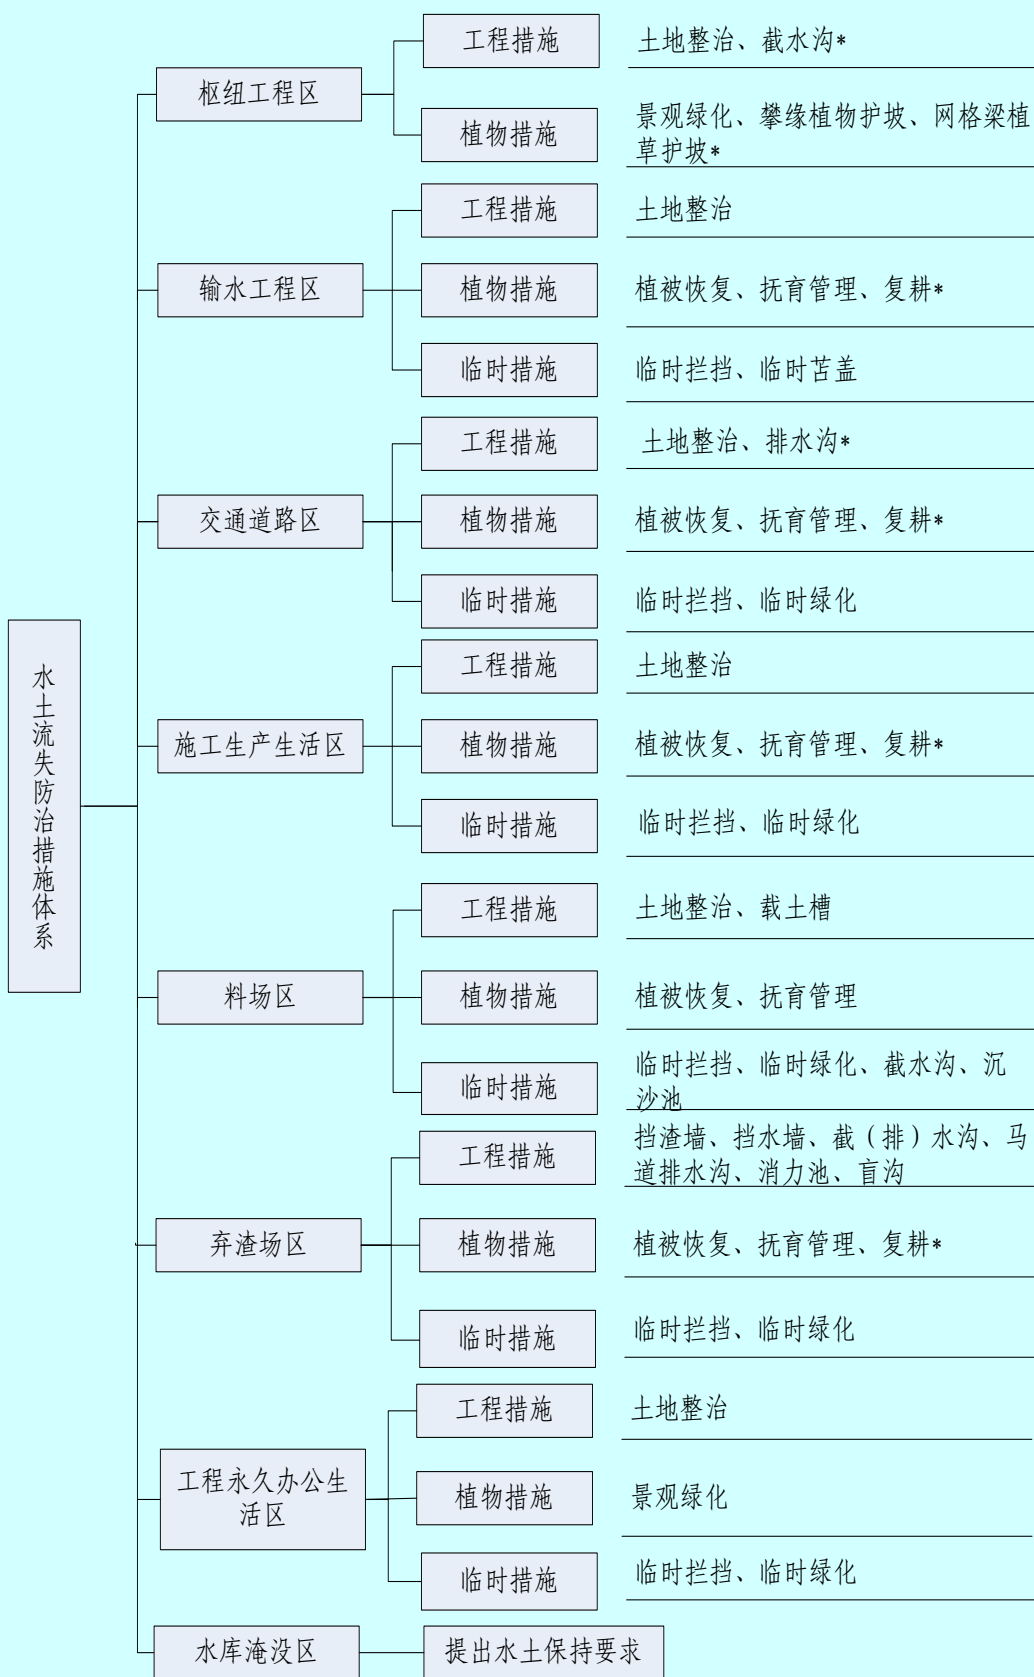 水土流失防治措施体系
枢纽工程区
工程措施
土地整治、截水沟*
植物措施
景观绿化、攀缘植物护坡、网格梁植
草护坡*
输水工程区
工程措施
土地整治
植物措施
植被恢复、抚育管理、复耕*
临时措施
临时拦挡、临时苫盖
交通道路区
工程措施
土地整治、排水沟*
植物措施
植被恢复、抚育管理、复耕*
临时措施
临时拦挡、临时绿化
施工生产生活区
工程措施
土地整治
植物措施
植被恢复、抚育管理、复耕*
临时措施
临时拦挡、临时绿化
料场区
工程措施
土地整治、载土槽
植物措施
植被恢复、抚育管理
临时措施
临时拦挡、临时绿化、截水沟、沉
沙池
弃渣场区
工程措施
挡渣墙、挡水墙、截（排）水沟、马
道排水沟、消力池、盲沟
植物措施
植被恢复、抚育管理、复耕*
临时措施
临时拦挡、临时绿化
工程永久办公生
活区
工程措施
土地整治
植物措施
景观绿化
临时措施
临时拦挡、临时绿化
水库淹没区
提出水土保持要求